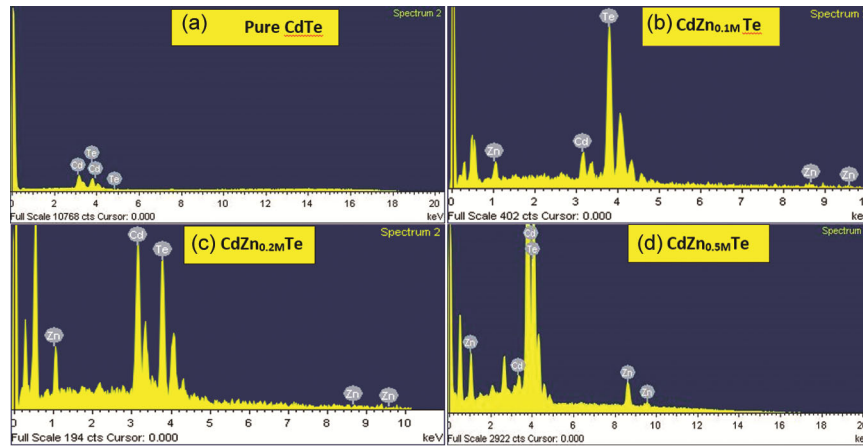 (a) Pure CdTe
Spectrum 2
Te
Cd
Cd
Te
0 2 4 6 8 10 12 14 16 18 20
Full Scale 10768 cts Cursor: 0.000 keV
(b) CdZn0.1M Te
Spectrum
Te
Cd
Zn
Zn
Zn
0 1 2 3 4 5 6 7 8 9
Full Scale 402 cts Cursor: 0.000 keV
(c) CdZn0.2MTe
Spectrum 2
Cd
Te
Zn
Zn
Zn
0 1 2 3 4 5 6 7 8 9 10
Full Scale 194 cts Cursor: 0.000 keV
(d) CdZn0.5MTe
Spectrum
Cd
Te
Zn
Cd
Zn
Zn
0 2 4 6 8 10 12 14 16 18
Full Scale 2922 cts Cursor: 0.000 keV